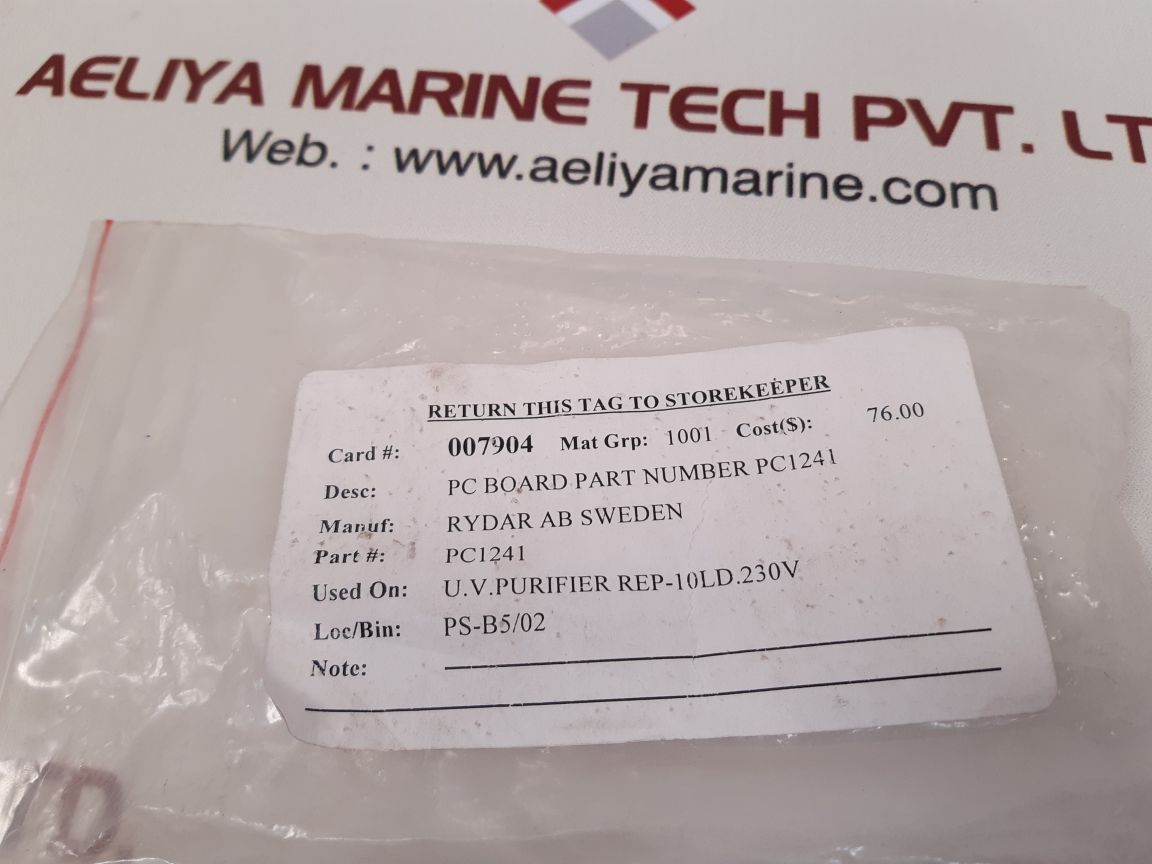 AELIYA MARINE TECH PVT. LT
Web. : www.aeliyamarine.com
RETURN THIS TAG TO STOREKEEPER
Card #: 007904 Mat Grp: 1001 Cost($): 76.00
Desc: PC BOARD PART NUMBER PC1241
Manuf: RYDAR AB SWEDEN
Part #: PC1241
Used On: U.V.PURIFIER REP-10LD.230V
Loc/Bin: PS-B5/02
Note:
D